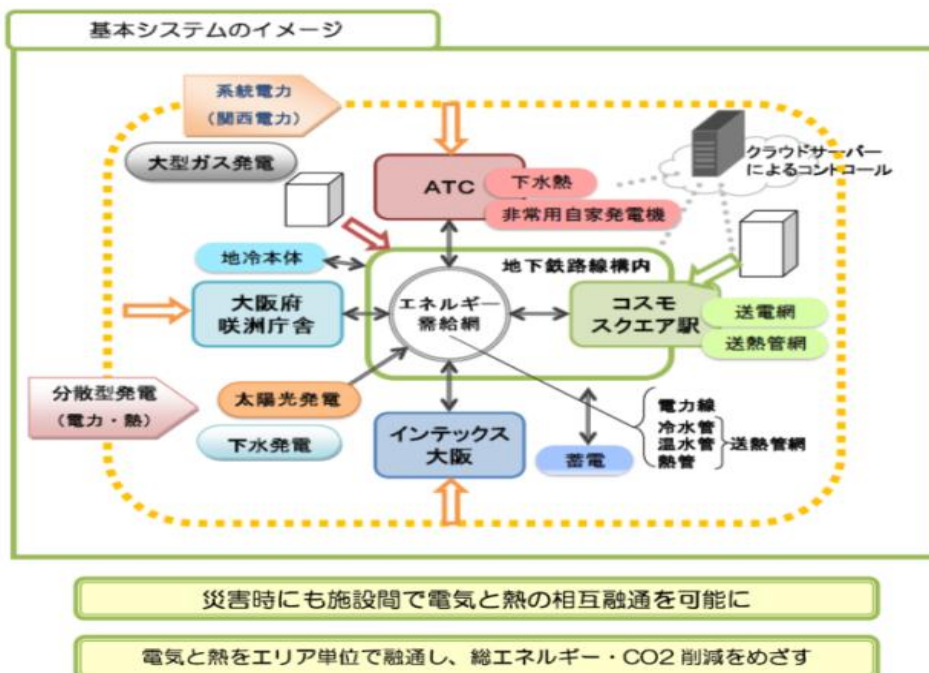 基本システムのイメージ
系統電力
（関西電力）
大型ガス発電
ATC
下水熱
非常用自家発電機
クラウドサーバー
によるコントロール
地冷本体
地下鉄路線構内
大阪府
咲洲庁舎
エネルギー
需給網
コスモ
スクエア駅
送電網
送熱管網
分散型発電
（電力・熱）
太陽光発電
下水発電
インテックス
大阪
蓄電
電力線
冷水管
温水管
熱管
送熱管網
災害時にも施設間で電気と熱の相互融通を可能に
電気と熱をエリア単位で融通し、総エネルギー・CO2 削減をめざす